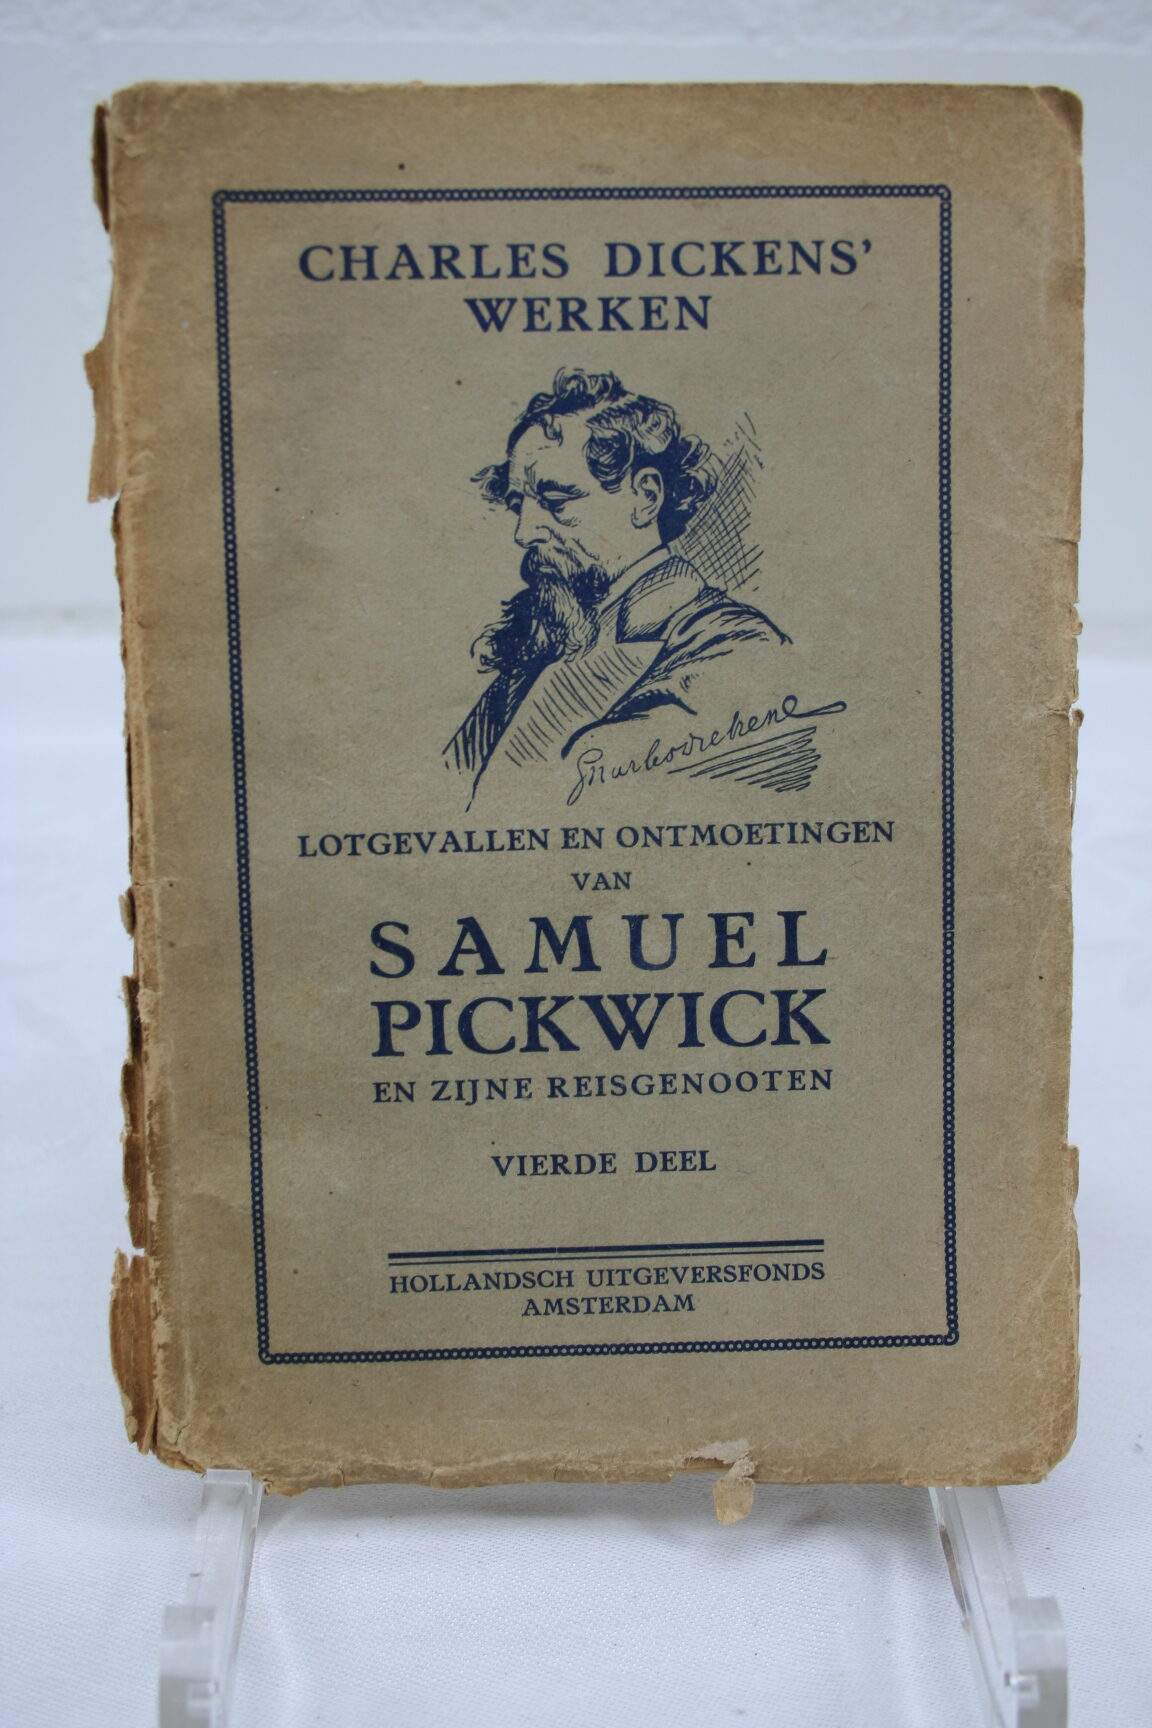 CHARLES DICKENS'
WERKEN
LOTGEVALLEN EN ONTMOETINGEN
VAN
SAMUEL
PICKWICK
EN ZIJNE REISGENOOTEN
VIERDE DEEL
HOLLANDSCH UITGEVERSFONDS
AMSTERDAM